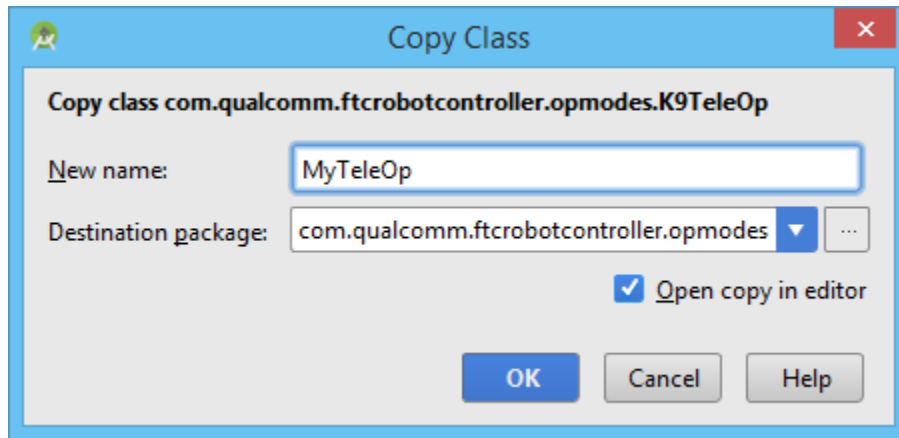 Copy Class
Copy class com.qualcomm.ftcrobotcontroller.opmodes.K9TeleOp
New name: MyTeleOp
Destination package: com.qualcomm.ftcrobotcontroller.opmodes ...
Open copy in editor
OK Cancel Help